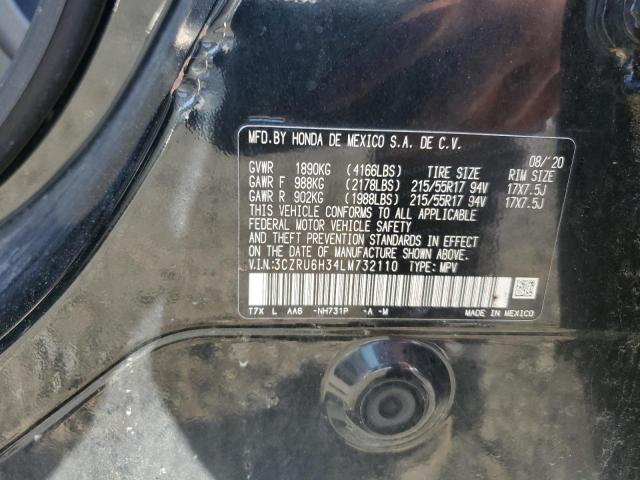 MFD. BY HONDA DE MEXICO S.A. DE C.V.
08/'20
GVWR 1890KG (4166LBS) TIRE SIZE RIM SIZE
GAWR F 988KG (2178LBS) 215/55R17 94V 17X7.5J
GAWR R 902KG (1988LBS) 215/55R17 94V 17X7.5J
THIS VEHICLE CONFORMS TO ALL APPLICABLE
FEDERAL MOTOR VEHICLE SAFETY
AND THEFT PREVENTION STANDARDS IN EFFECT
ON THE DATE OF MANUFACTURE SHOWN ABOVE.
V.I.N:3CZRU6H34LM732110 TYPE: MPV
T7X L AA6 -NH731P -A -M MADE IN MEXICO